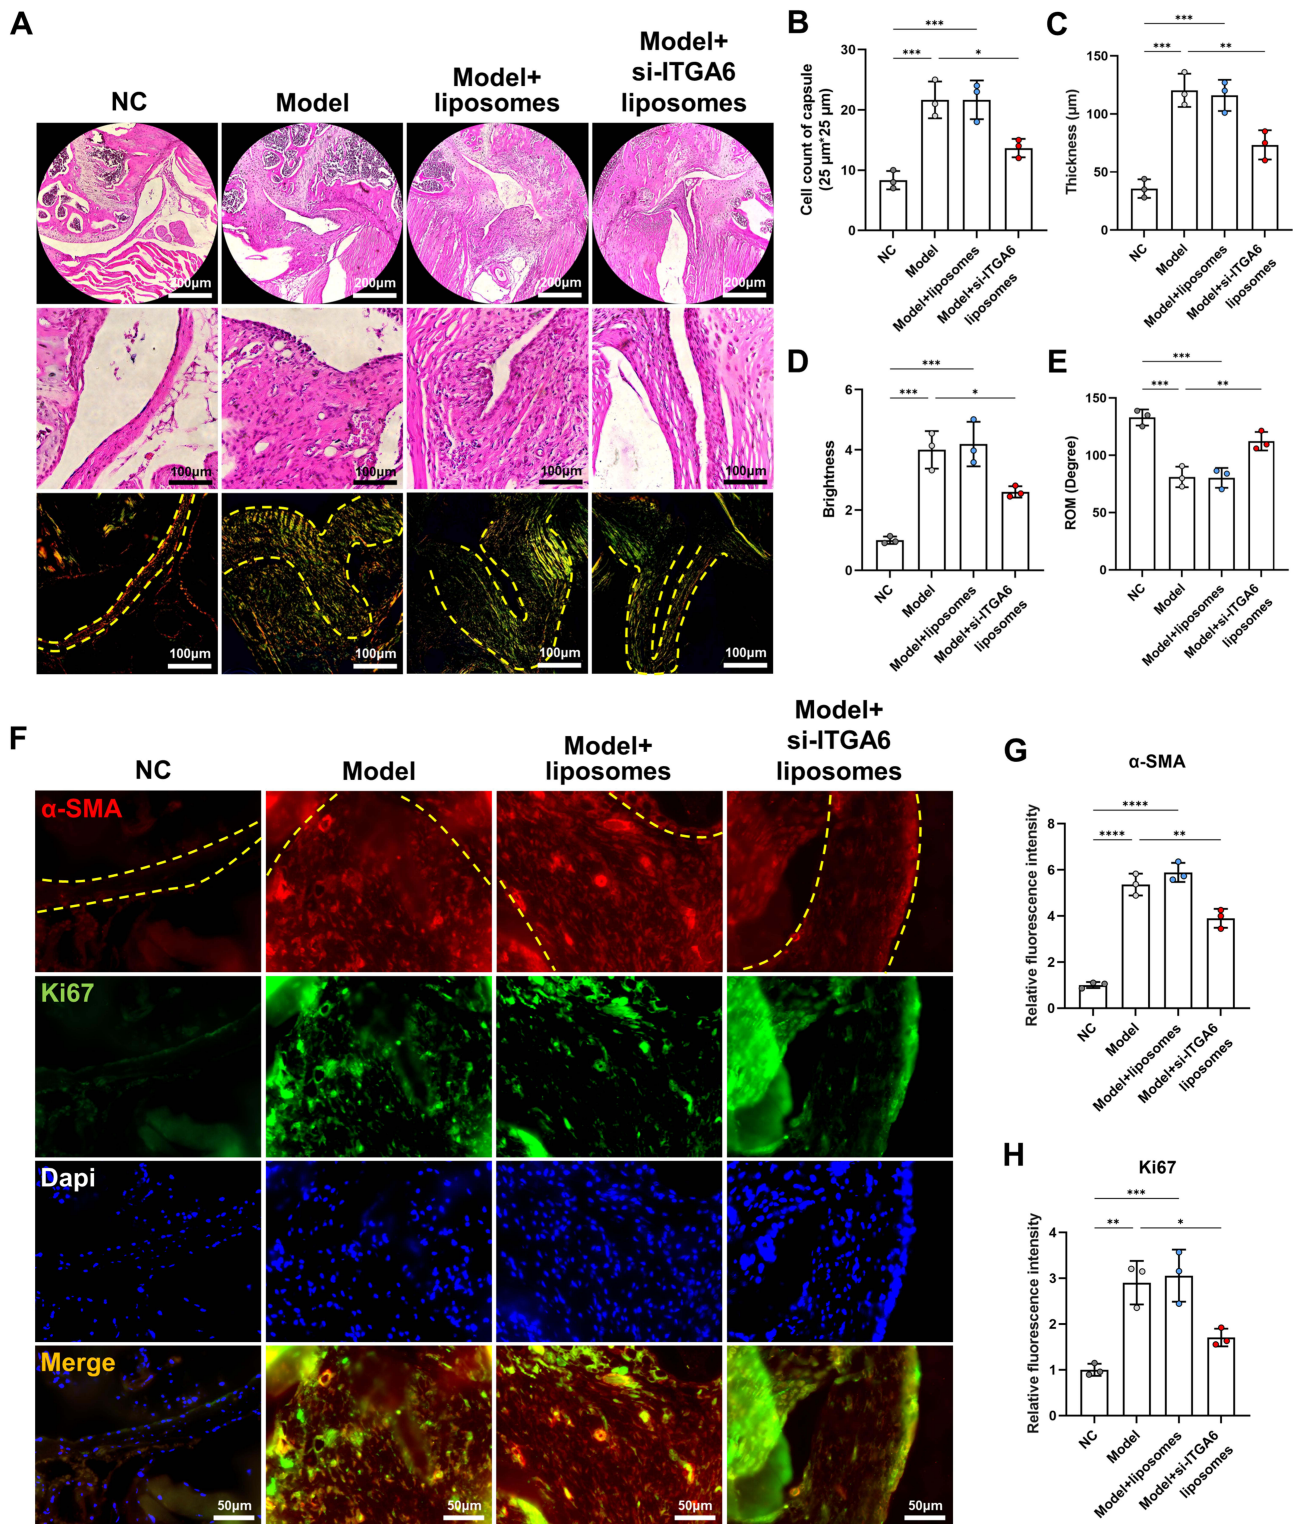 A
NC
Model
Model+
liposomes
Model+
si-ITGA6
liposomes
200μm
200μm
200μm
200μm
100μm
100μm
100μm
100μm
100μm
100μm
100μm
100μm
B
Cell count of capsule
(25 μm*25 μm)
30
20
10
0
***
***
*
NC
Model
Model+liposomes
Model+si-ITGA6
liposomes
C
Thickness (μm)
150
100
50
0
***
***
**
NC
Model
Model+liposomes
Model+si-ITGA6
liposomes
D
Brightness
6
4
2
0
***
***
*
NC
Model
Model+liposomes
Model+si-ITGA6
liposomes
E
ROM (Degree)
150
100
50
0
***
***
**
NC
Model
Model+liposomes
Model+si-ITGA6
liposomes
F
NC
Model
Model+
liposomes
Model+
si-ITGA6
liposomes
α-SMA
Ki67
Dapi
Merge
50μm
50μm
50μm
50μm
G
α-SMA
Relative fluorescence intensity
8
6
4
2
0
****
****
**
NC
Model
Model+liposomes
Model+si-ITGA6
liposomes
H
Ki67
Relative fluorescence intensity
4
3
2
1
0
***
**
*
NC
Model
Model+liposomes
Model+si-ITGA6
liposomes